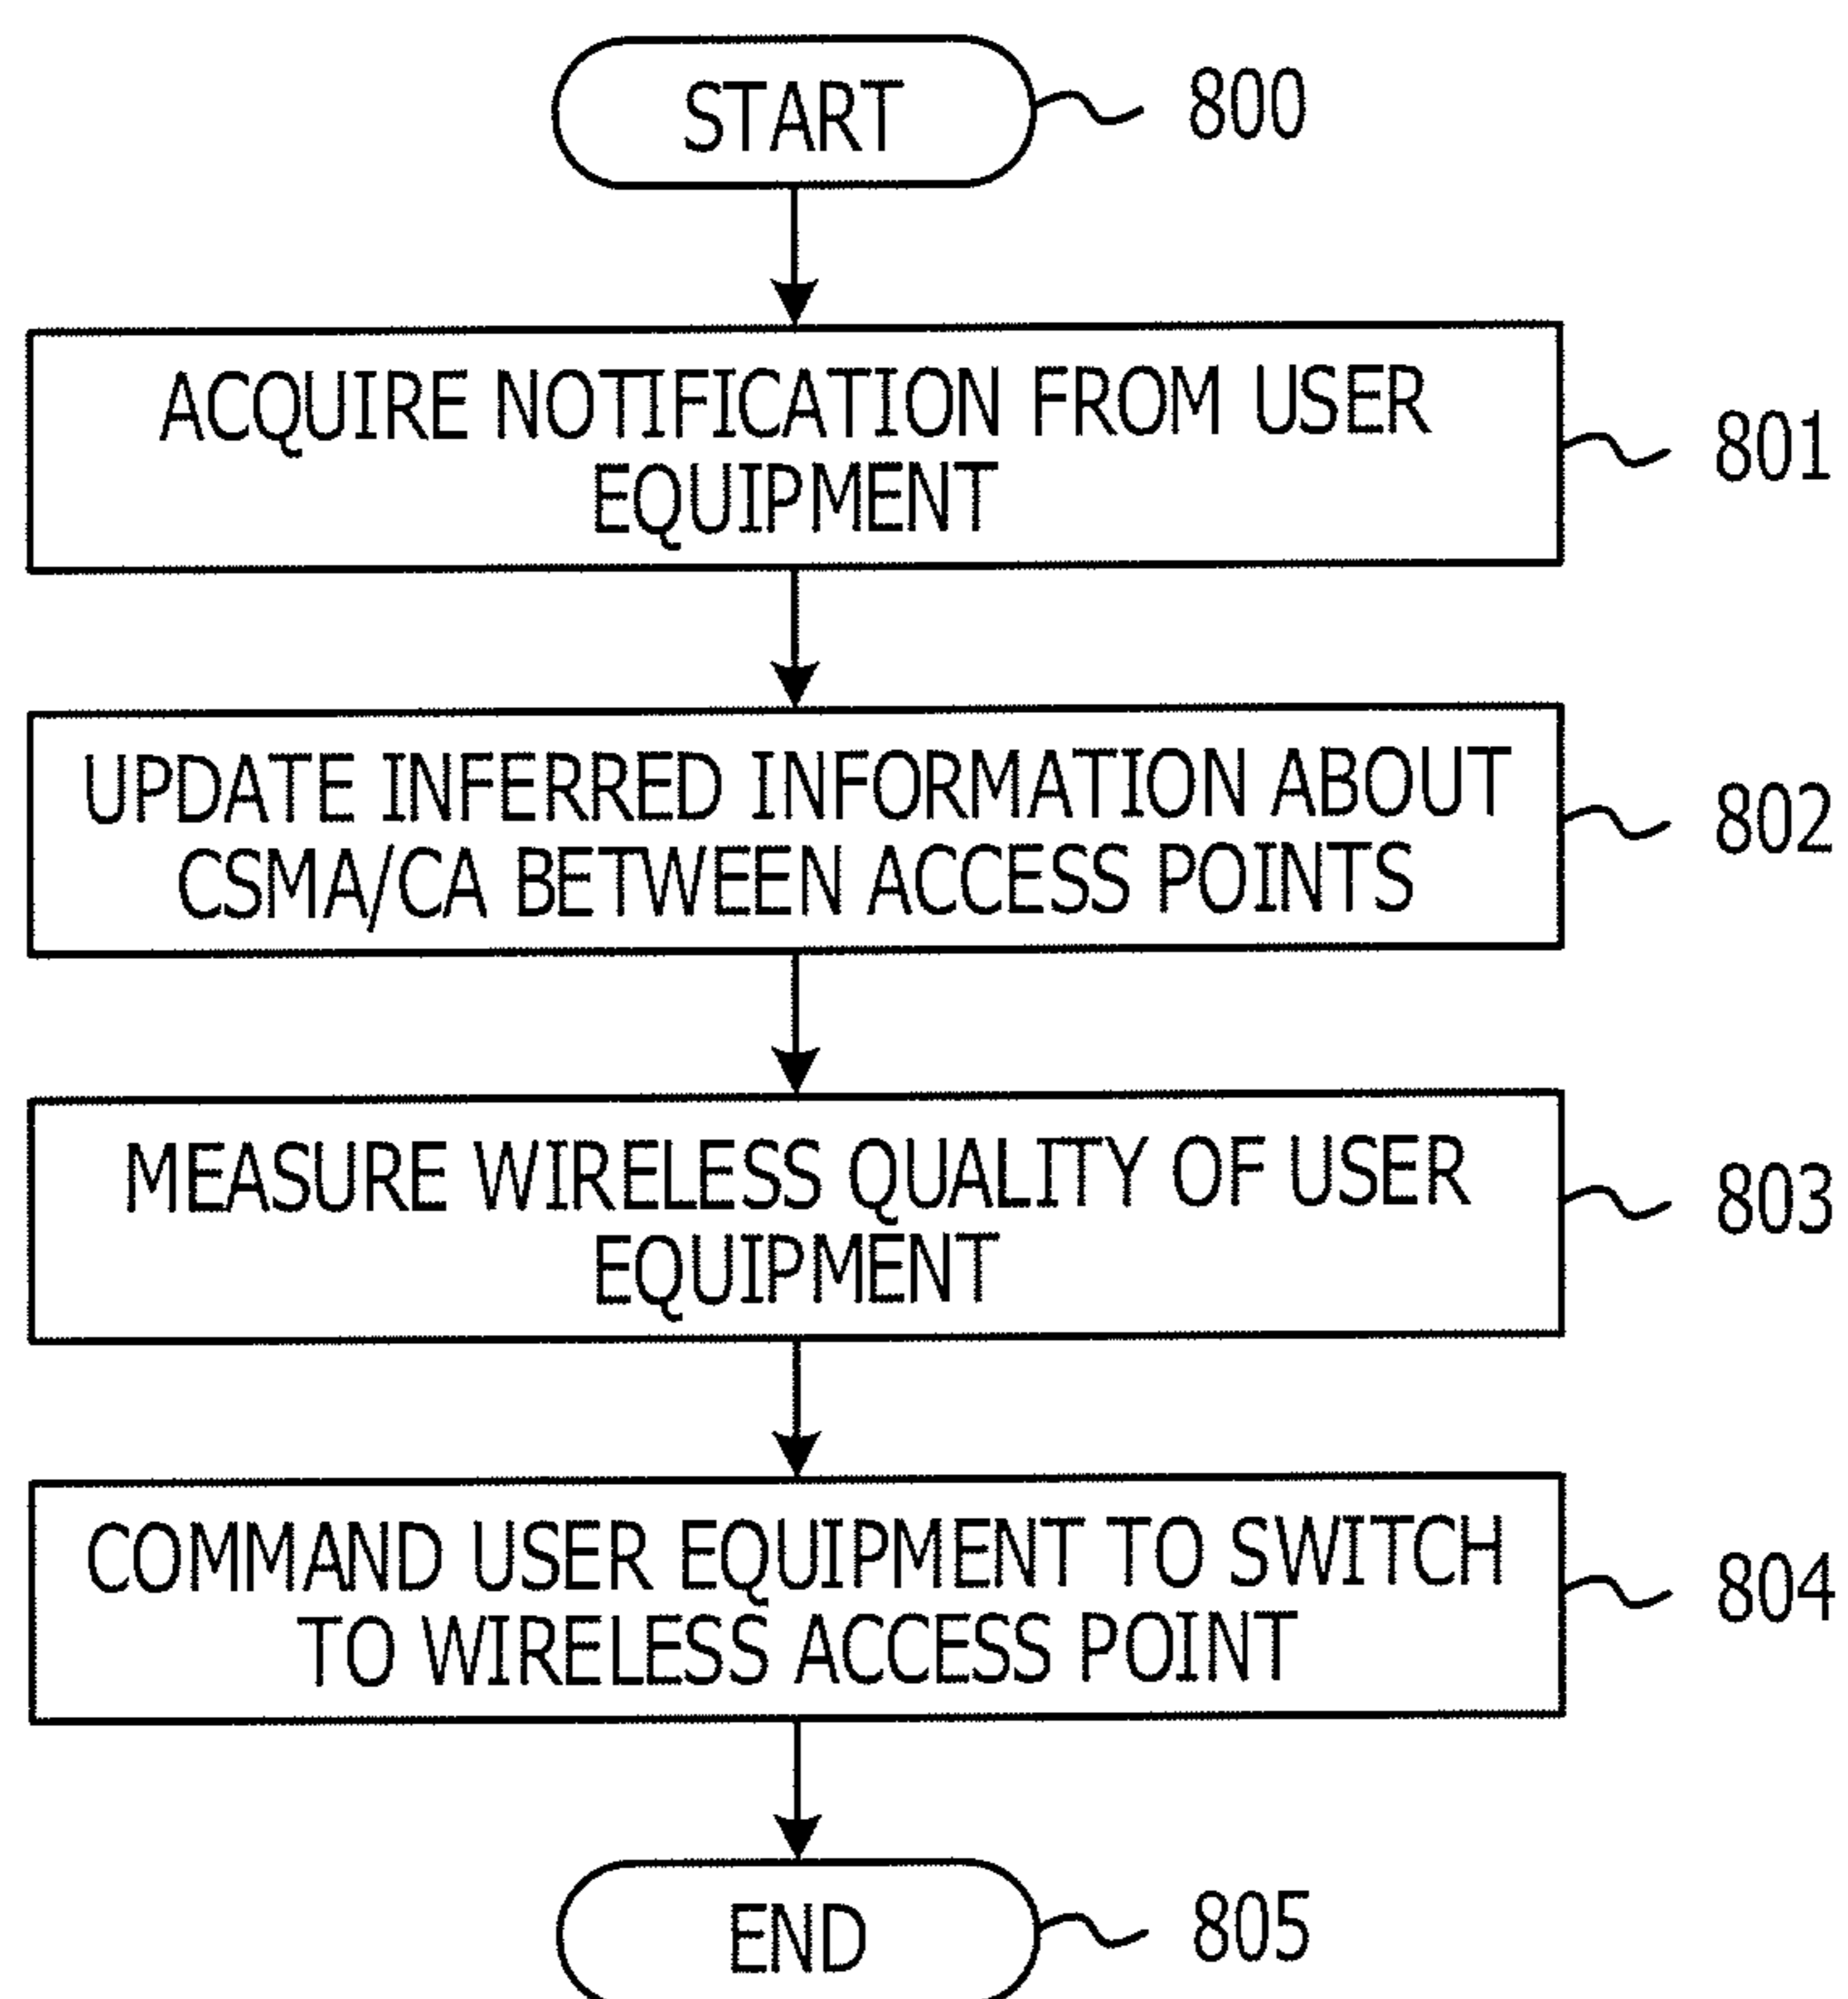 START
800
ACQUIRE NOTIFICATION FROM USER
EQUIPMENT
801
UPDATE INFERRED INFORMATION ABOUT
CSMA/CA BETWEEN ACCESS POINTS
802
MEASURE WIRELESS QUALITY OF USER
EQUIPMENT
803
COMMAND USER EQUIPMENT TO SWITCH
TO WIRELESS ACCESS POINT
804
END
805